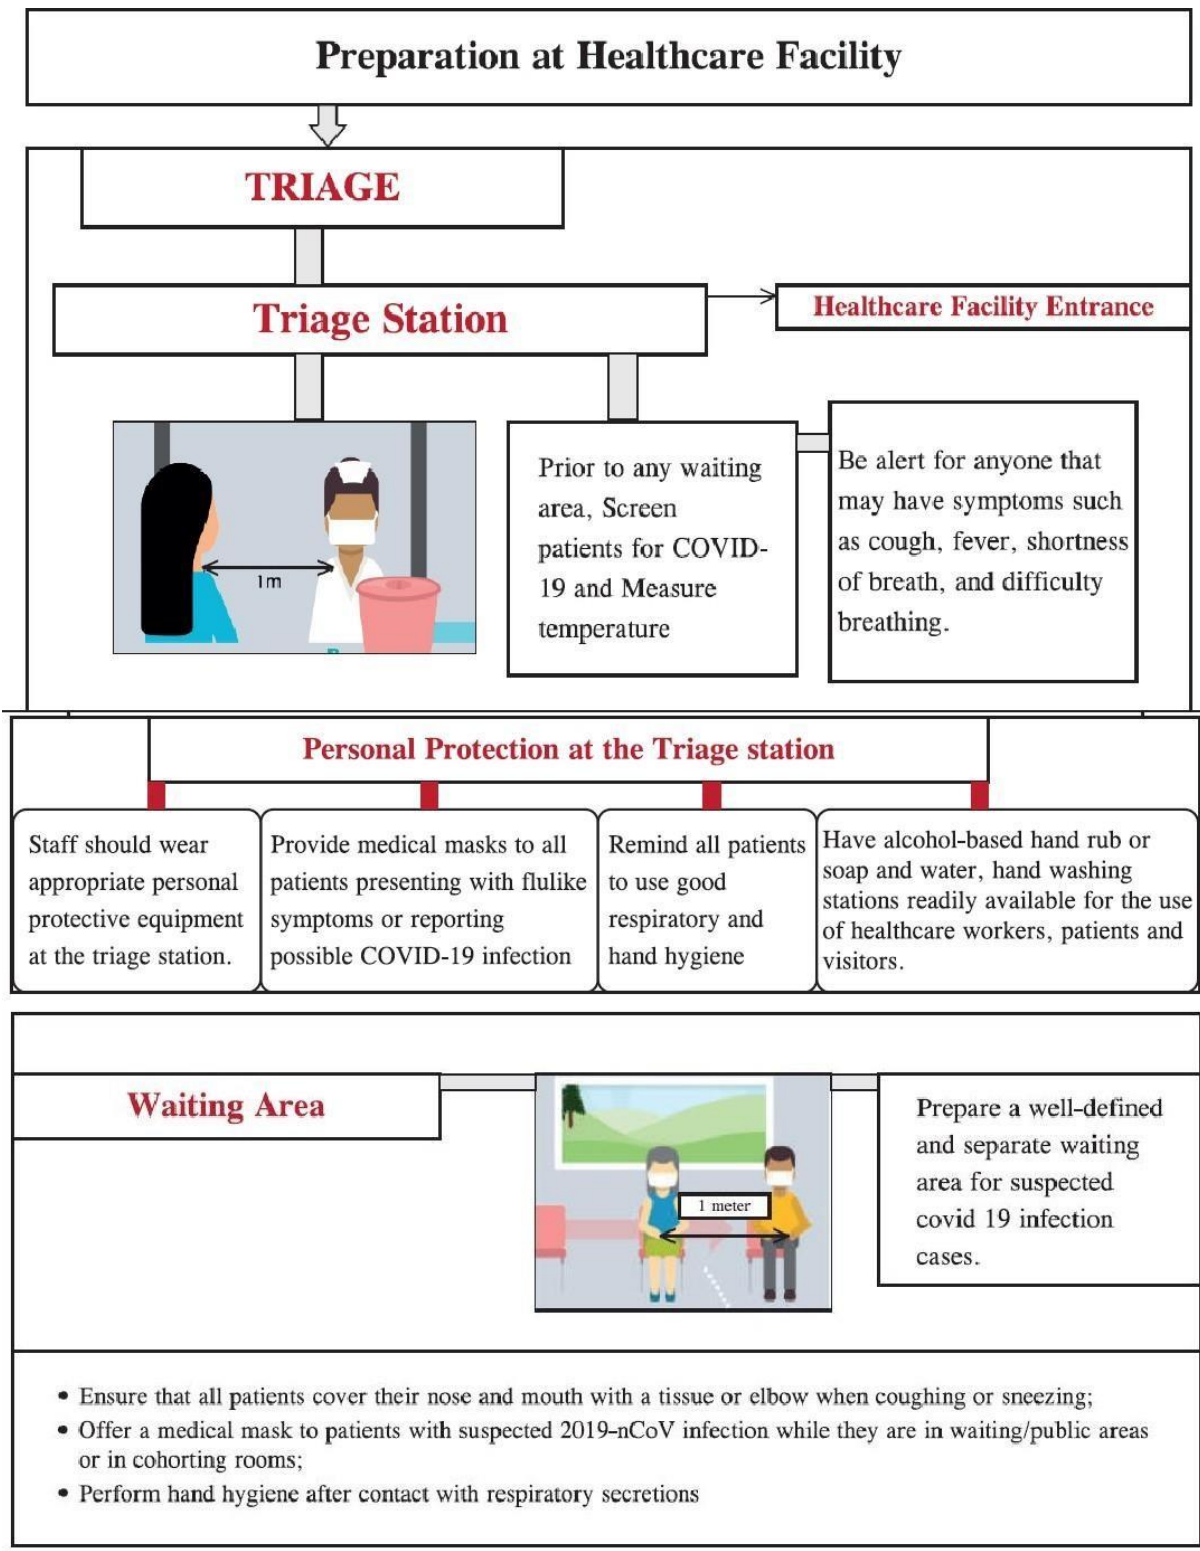 Preparation at Healthcare Facility
TRIAGE
Triage Station
Healthcare Facility Entrance
1m
Prior to any waiting
area, Screen
patients for COVID-
19 and Measure
temperature
Be alert for anyone that
may have symptoms such
as cough, fever, shortness
of breath, and difficulty
breathing.
Personal Protection at the Triage station
Staff should wear
appropriate personal
protective equipment
at the triage station.
Provide medical masks to all
patients presenting with flulike
symptoms or reporting
possible COVID-19 infection
Remind all patients
to use good
respiratory and
hand hygiene
Have alcohol-based hand rub or
soap and water, hand washing
stations readily available for the use
of healthcare workers, patients and
visitors.
Waiting Area
1 meter
Prepare a well-defined
and separate waiting
area for suspected
covid 19 infection
cases.
• Ensure that all patients cover their nose and mouth with a tissue or elbow when coughing or sneezing;
• Offer a medical mask to patients with suspected 2019-nCoV infection while they are in waiting/public areas
or in cohorting rooms;
• Perform hand hygiene after contact with respiratory secretions